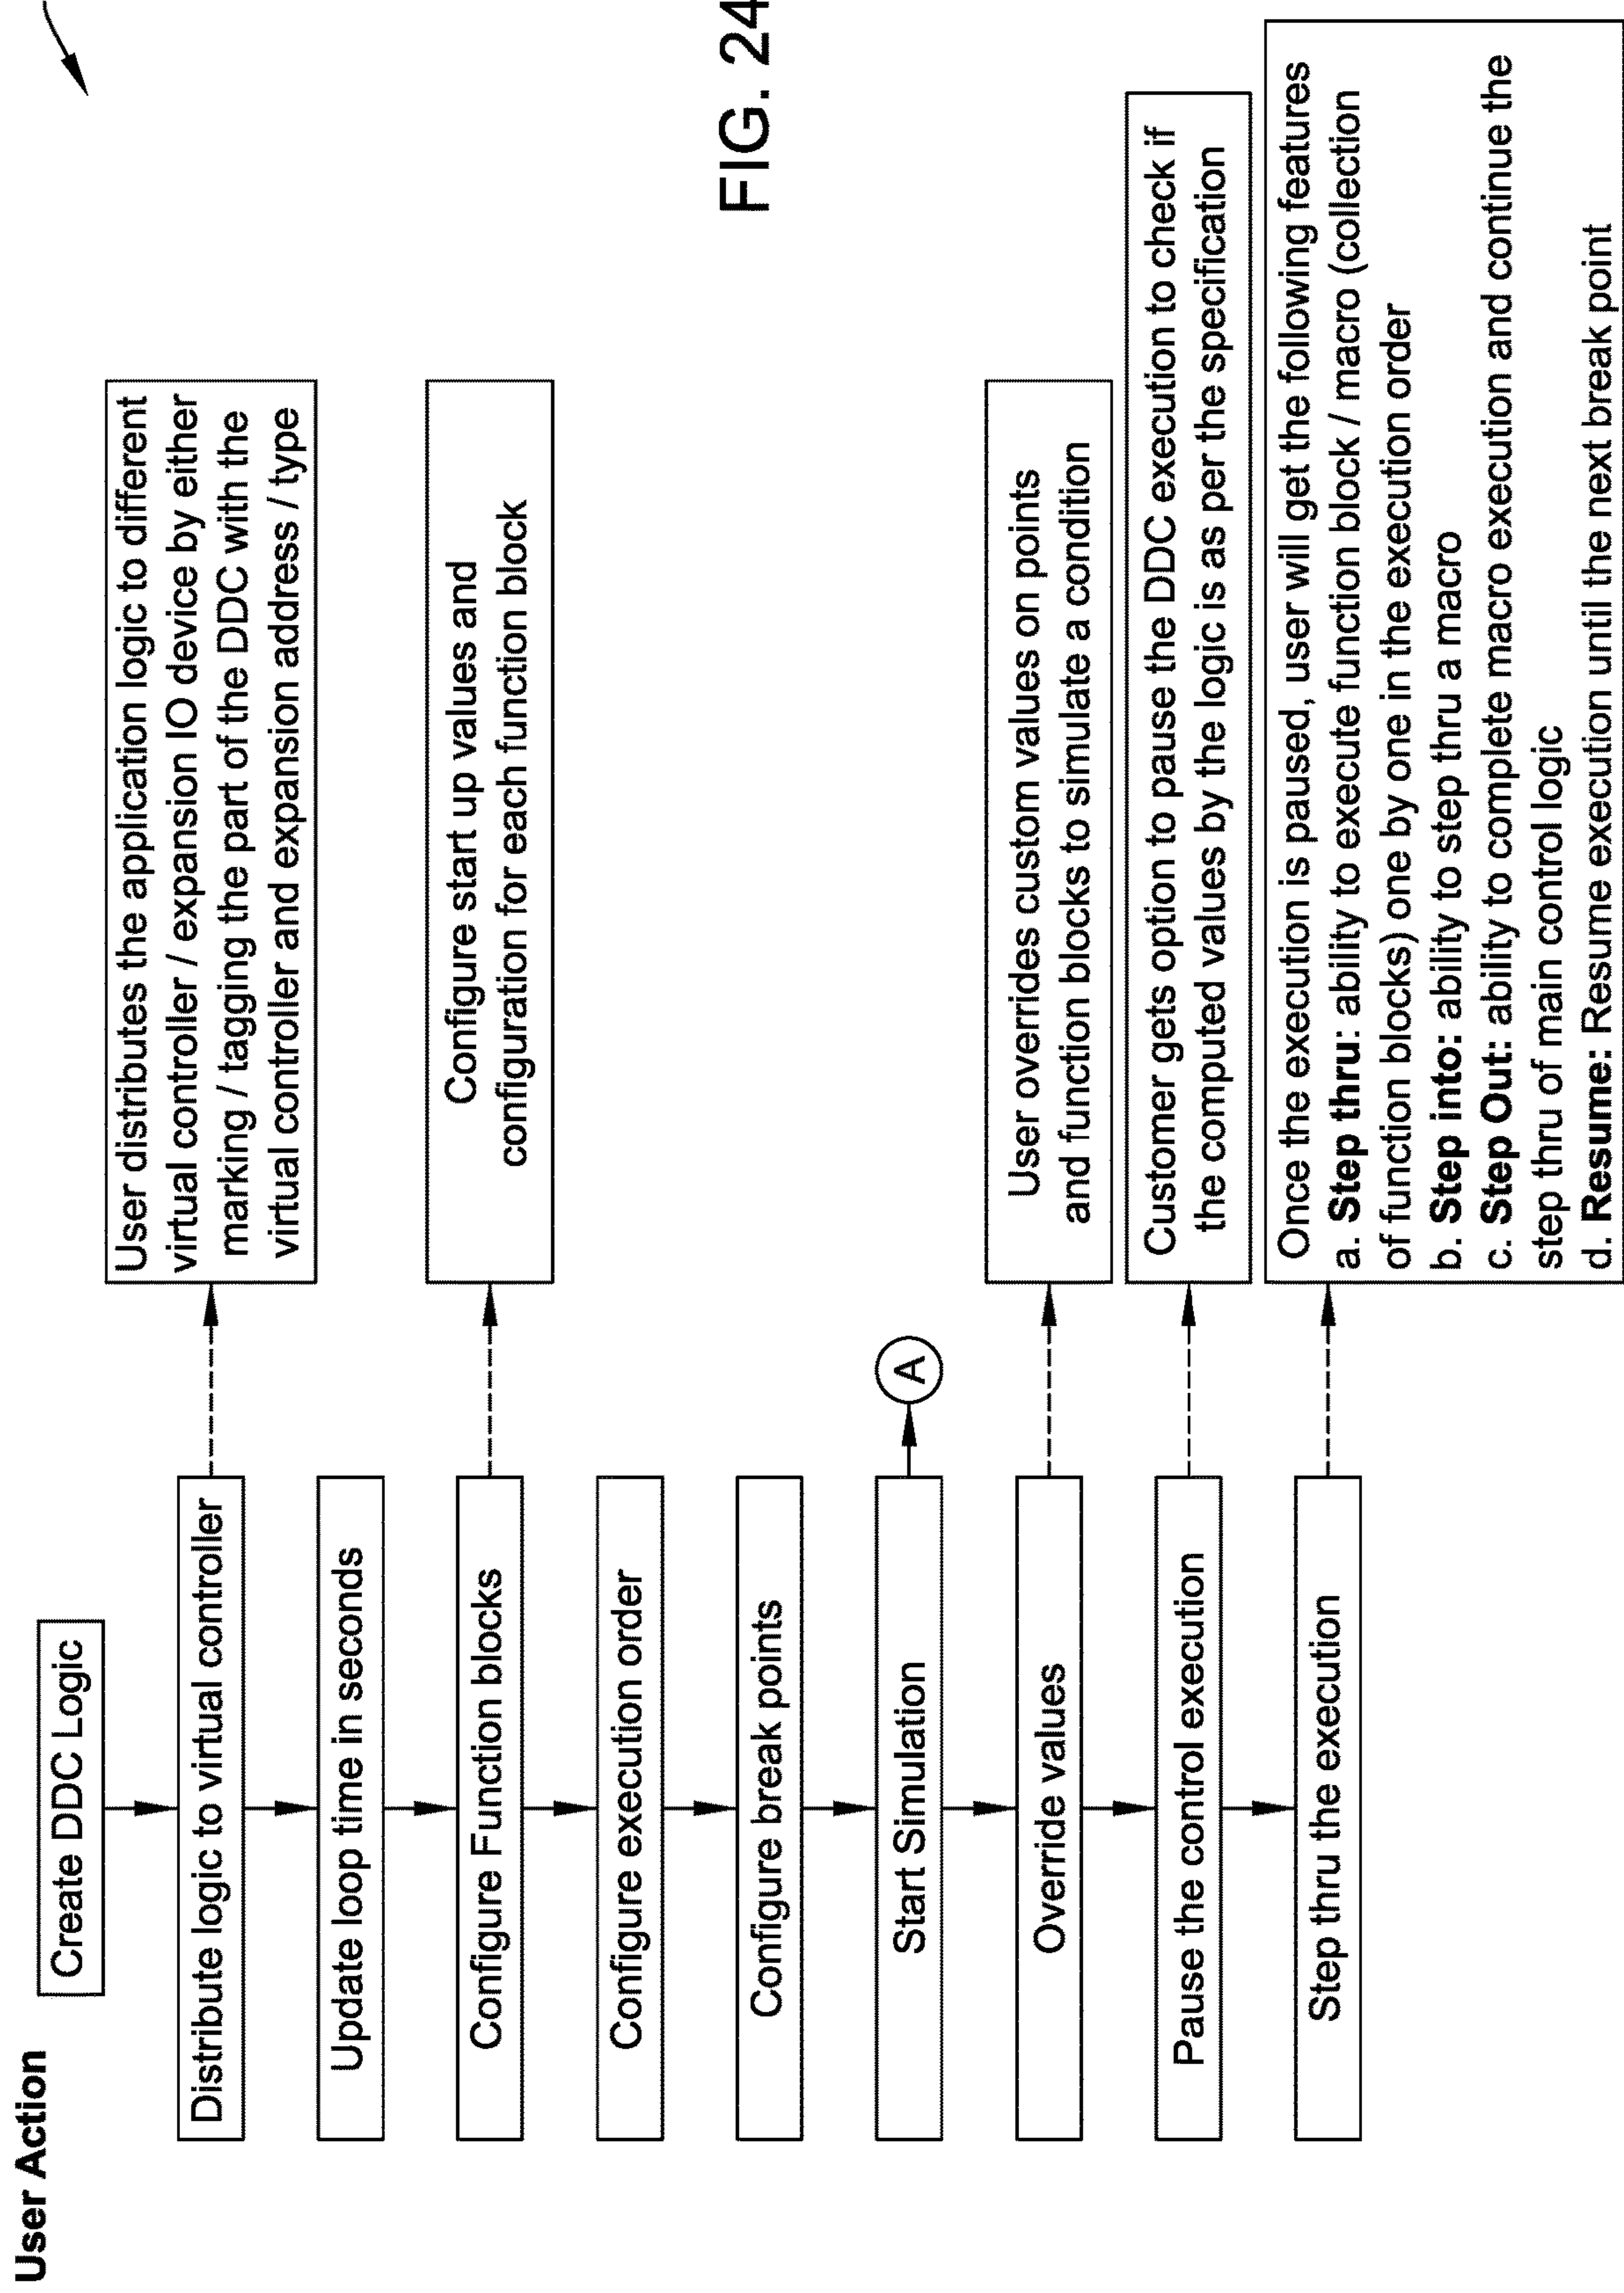 User Action
Create DDC Logic
Distribute logic to virtual controller
User distributes the application logic to different
virtual controller / expansion IO device by either
marking / tagging the part of the DDC with the
virtual controller and expansion address / type
Update loop time in seconds
Configure Function blocks
Configure start up values and
configuration for each function block
Configure execution order
Configure break points
Start Simulation
A
Override values
User overrides custom values on points
and function blocks to simulate a condition
Pause the control execution
Customer gets option to pause the DDC execution to check if
the computed values by the logic is as per the specification
Step thru the execution
Once the execution is paused, user will get the following features
a. Step thru: ability to execute function block / macro (collection
of function blocks) one by one in the execution order
b. Step into: ability to step thru a macro
c. Step Out: ability to complete macro execution and continue the
step thru of main control logic
d. Resume: Resume execution until the next break point
FIG. 24